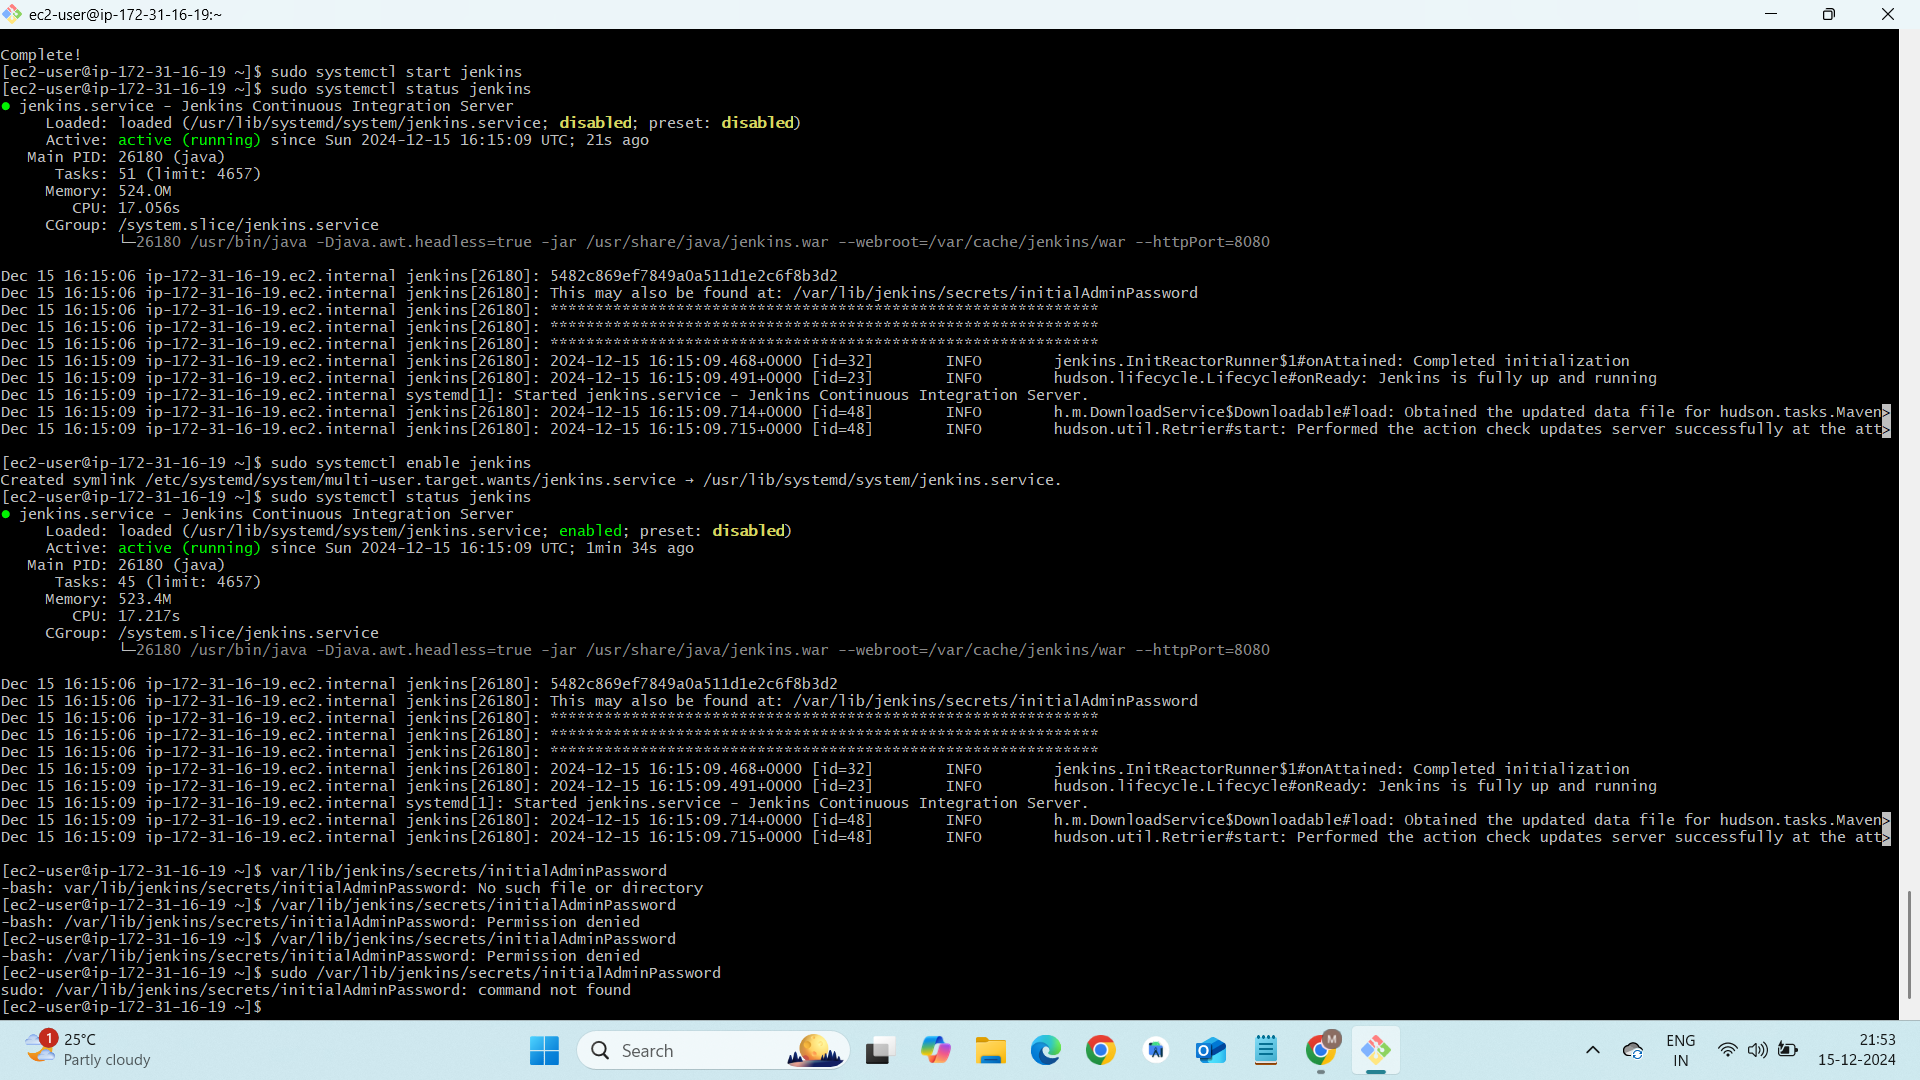 ec2-user@ip-172-31-16-19:~
Complete!
[ec2-user@ip-172-31-16-19 ~]$ sudo systemctl start jenkins
[ec2-user@ip-172-31-16-19 ~]$ sudo systemctl status jenkins
● jenkins.service - Jenkins Continuous Integration Server
Loaded: loaded (/usr/lib/systemd/system/jenkins.service; disabled; preset: disabled)
Active: active (running) since Sun 2024-12-15 16:15:09 UTC; 21s ago
Main PID: 26180 (java)
Tasks: 51 (limit: 4657)
Memory: 524.0M
CPU: 17.056s
CGroup: /system.slice/jenkins.service
└─26180 /usr/bin/java -Djava.awt.headless=true -jar /usr/share/java/jenkins.war --webroot=/var/cache/jenkins/war --httpPort=8080
Dec 15 16:15:06 ip-172-31-16-19.ec2.internal jenkins[26180]: 5482c869ef7849a0a511d1e2c6f8b3d2
Dec 15 16:15:06 ip-172-31-16-19.ec2.internal jenkins[26180]: This may also be found at: /var/lib/jenkins/secrets/initialAdminPassword
Dec 15 16:15:06 ip-172-31-16-19.ec2.internal jenkins[26180]: *************************************************************
Dec 15 16:15:06 ip-172-31-16-19.ec2.internal jenkins[26180]: *************************************************************
Dec 15 16:15:06 ip-172-31-16-19.ec2.internal jenkins[26180]: *************************************************************
Dec 15 16:15:09 ip-172-31-16-19.ec2.internal jenkins[26180]: 2024-12-15 16:15:09.468+0000 [id=32] INFO jenkins.InitReactorRunner$1#onAttained: Completed initialization
Dec 15 16:15:09 ip-172-31-16-19.ec2.internal jenkins[26180]: 2024-12-15 16:15:09.491+0000 [id=23] INFO hudson.lifecycle.Lifecycle#onReady: Jenkins is fully up and running
Dec 15 16:15:09 ip-172-31-16-19.ec2.internal systemd[1]: Started jenkins.service - Jenkins Continuous Integration Server.
Dec 15 16:15:09 ip-172-31-16-19.ec2.internal jenkins[26180]: 2024-12-15 16:15:09.714+0000 [id=48] INFO h.m.DownloadService$Downloadable#load: Obtained the updated data file for hudson.tasks.Maven>
Dec 15 16:15:09 ip-172-31-16-19.ec2.internal jenkins[26180]: 2024-12-15 16:15:09.715+0000 [id=48] INFO hudson.util.Retrier#start: Performed the action check updates server successfully at the att>
[ec2-user@ip-172-31-16-19 ~]$ sudo systemctl enable jenkins
Created symlink /etc/systemd/system/multi-user.target.wants/jenkins.service → /usr/lib/systemd/system/jenkins.service.
[ec2-user@ip-172-31-16-19 ~]$ sudo systemctl status jenkins
● jenkins.service - Jenkins Continuous Integration Server
Loaded: loaded (/usr/lib/systemd/system/jenkins.service; enabled; preset: disabled)
Active: active (running) since Sun 2024-12-15 16:15:09 UTC; 1min 34s ago
Main PID: 26180 (java)
Tasks: 45 (limit: 4657)
Memory: 523.4M
CPU: 17.217s
CGroup: /system.slice/jenkins.service
└─26180 /usr/bin/java -Djava.awt.headless=true -jar /usr/share/java/jenkins.war --webroot=/var/cache/jenkins/war --httpPort=8080
Dec 15 16:15:06 ip-172-31-16-19.ec2.internal jenkins[26180]: 5482c869ef7849a0a511d1e2c6f8b3d2
Dec 15 16:15:06 ip-172-31-16-19.ec2.internal jenkins[26180]: This may also be found at: /var/lib/jenkins/secrets/initialAdminPassword
Dec 15 16:15:06 ip-172-31-16-19.ec2.internal jenkins[26180]: *************************************************************
Dec 15 16:15:06 ip-172-31-16-19.ec2.internal jenkins[26180]: *************************************************************
Dec 15 16:15:06 ip-172-31-16-19.ec2.internal jenkins[26180]: *************************************************************
Dec 15 16:15:09 ip-172-31-16-19.ec2.internal jenkins[26180]: 2024-12-15 16:15:09.468+0000 [id=32] INFO jenkins.InitReactorRunner$1#onAttained: Completed initialization
Dec 15 16:15:09 ip-172-31-16-19.ec2.internal jenkins[26180]: 2024-12-15 16:15:09.491+0000 [id=23] INFO hudson.lifecycle.Lifecycle#onReady: Jenkins is fully up and running
Dec 15 16:15:09 ip-172-31-16-19.ec2.internal systemd[1]: Started jenkins.service - Jenkins Continuous Integration Server.
Dec 15 16:15:09 ip-172-31-16-19.ec2.internal jenkins[26180]: 2024-12-15 16:15:09.714+0000 [id=48] INFO h.m.DownloadService$Downloadable#load: Obtained the updated data file for hudson.tasks.Maven>
Dec 15 16:15:09 ip-172-31-16-19.ec2.internal jenkins[26180]: 2024-12-15 16:15:09.715+0000 [id=48] INFO hudson.util.Retrier#start: Performed the action check updates server successfully at the att>
[ec2-user@ip-172-31-16-19 ~]$ var/lib/jenkins/secrets/initialAdminPassword
-bash: var/lib/jenkins/secrets/initialAdminPassword: No such file or directory
[ec2-user@ip-172-31-16-19 ~]$ /var/lib/jenkins/secrets/initialAdminPassword
-bash: /var/lib/jenkins/secrets/initialAdminPassword: Permission denied
[ec2-user@ip-172-31-16-19 ~]$ /var/lib/jenkins/secrets/initialAdminPassword
-bash: /var/lib/jenkins/secrets/initialAdminPassword: Permission denied
[ec2-user@ip-172-31-16-19 ~]$ sudo /var/lib/jenkins/secrets/initialAdminPassword
sudo: /var/lib/jenkins/secrets/initialAdminPassword: command not found
[ec2-user@ip-172-31-16-19 ~]$
1
25°C
Partly cloudy
Search
M
ENG
IN
21:53
15-12-2024